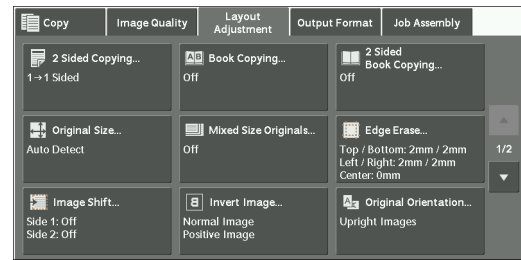 Copy
Image Quality
Layout
Adjustment
Output Format
Job Assembly
2 Sided Copying...
1→1 Sided
AB Book Copying...
Off
2 Sided
Book Copying...
Off
Original Size...
Auto Detect
Mixed Size Originals...
Off
Edge Erase...
Top / Bottom: 2mm / 2mm
Left / Right: 2mm / 2mm
Center: 0mm
1/2
Image Shift...
Side 1: Off
Side 2: Off
Invert Image...
Normal Image
Positive Image
Original Orientation...
Upright Images